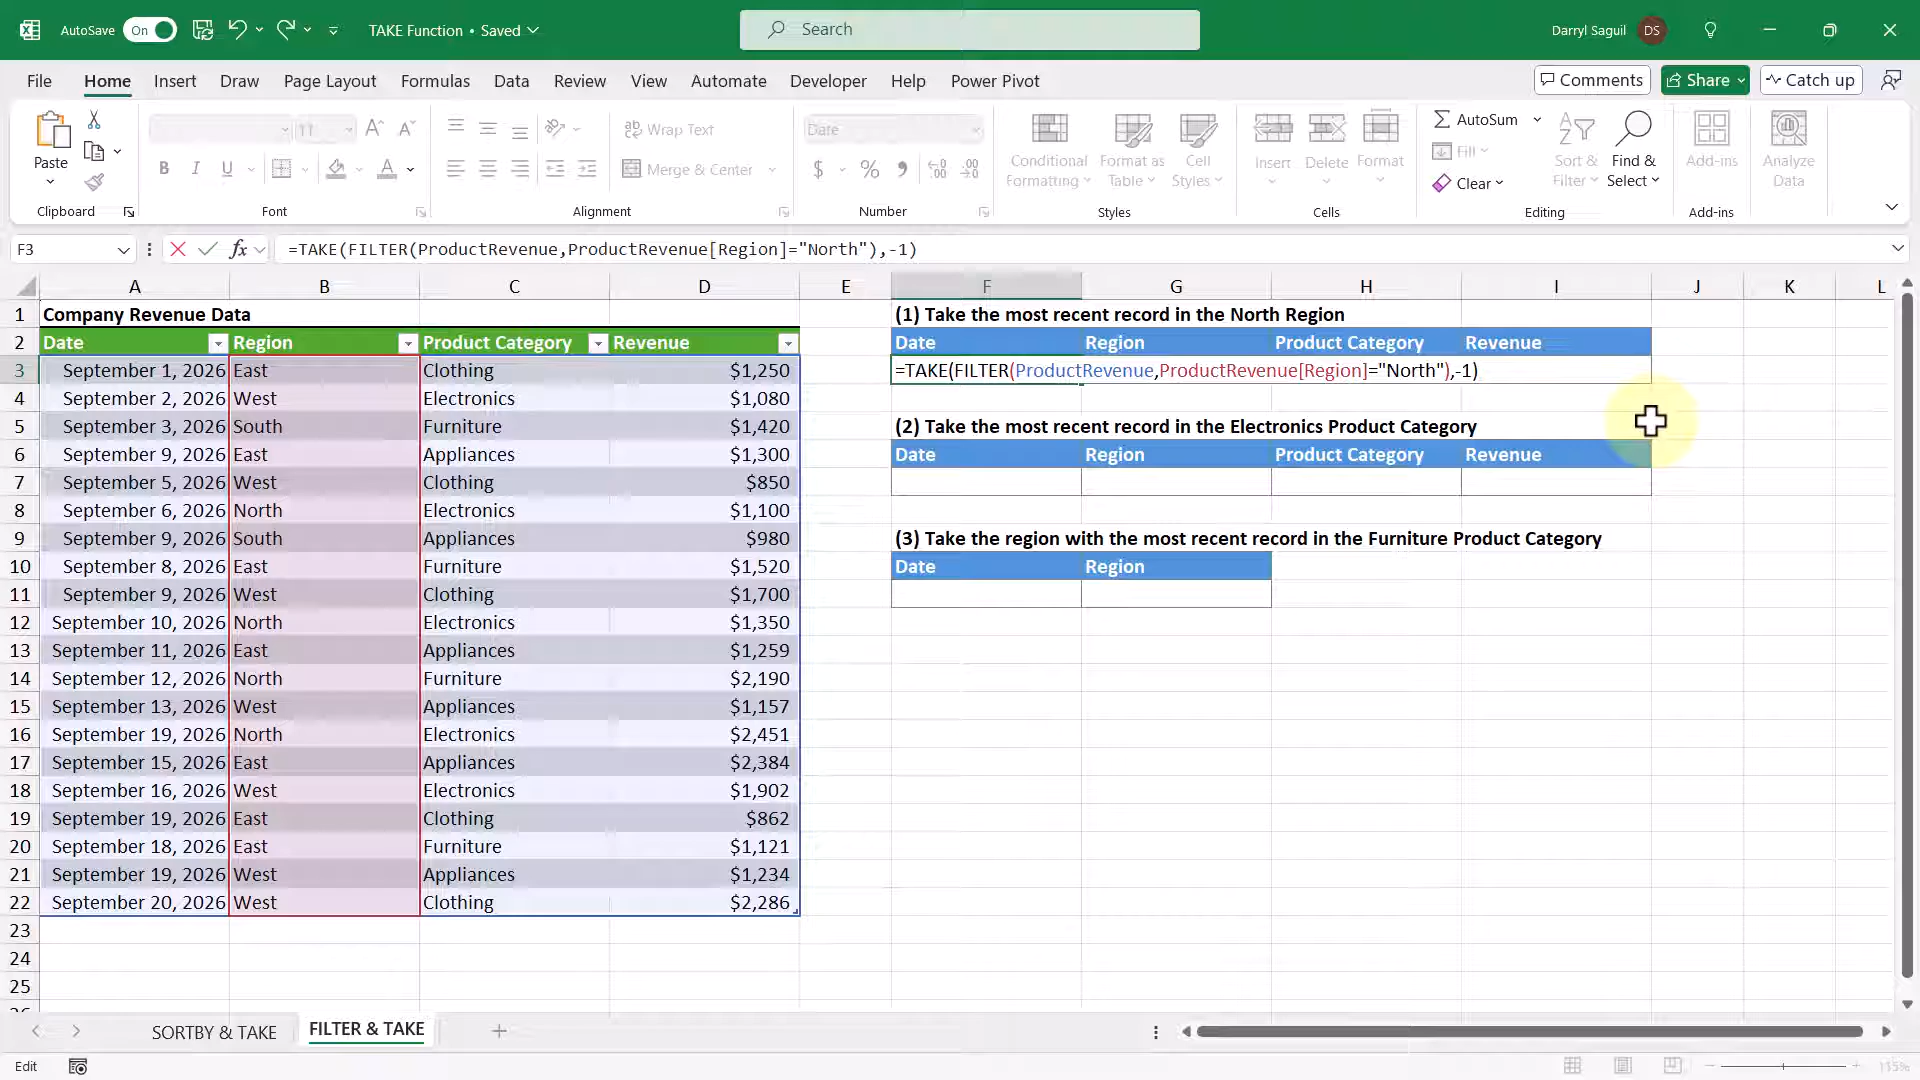 AutoSave On TAKE Function • Saved Search Darryl Saguil DS
File Home Insert Draw Page Layout Formulas Data Review View Automate Developer Help Power Pivot Comments Share Catch up
Paste 11 Wrap Text Merge & Center Date $ % Conditional Formatting Format as Table Cell Styles Insert Delete Format AutoSum Fill Clear Sort & Filter Find & Select Add-ins Analyze Data
Clipboard Font Alignment Number Styles Cells Editing Add-ins
F3 fx =TAKE(FILTER(ProductRevenue,ProductRevenue[Region]="North"),-1)
A B C D E F G H I J K L
1 Company Revenue Data (1) Take the most recent record in the North Region
2 Date Region Product Category Revenue Date Region Product Category Revenue
3 September 1, 2026 East Clothing $1,250 =TAKE(FILTER(ProductRevenue,ProductRevenue[Region]="North"),-1)
4 September 2, 2026 West Electronics $1,080
5 September 3, 2026 South Furniture $1,420 (2) Take the most recent record in the Electronics Product Category
6 September 9, 2026 East Appliances $1,300 Date Region Product Category Revenue
7 September 5, 2026 West Clothing $850
8 September 6, 2026 North Electronics $1,100
9 September 9, 2026 South Appliances $980 (3) Take the region with the most recent record in the Furniture Product Category
10 September 8, 2026 East Furniture $1,520 Date Region
11 September 9, 2026 West Clothing $1,700
12 September 10, 2026 North Electronics $1,350
13 September 11, 2026 East Appliances $1,259
14 September 12, 2026 North Furniture $2,190
15 September 13, 2026 West Appliances $1,157
16 September 19, 2026 North Electronics $2,451
17 September 15, 2026 East Appliances $2,384
18 September 16, 2026 West Electronics $1,902
19 September 19, 2026 East Clothing $862
20 September 18, 2026 East Furniture $1,121
21 September 19, 2026 West Appliances $1,234
22 September 20, 2026 West Clothing $2,286
23
24
25
SORTBY & TAKE FILTER & TAKE
Edit 115%